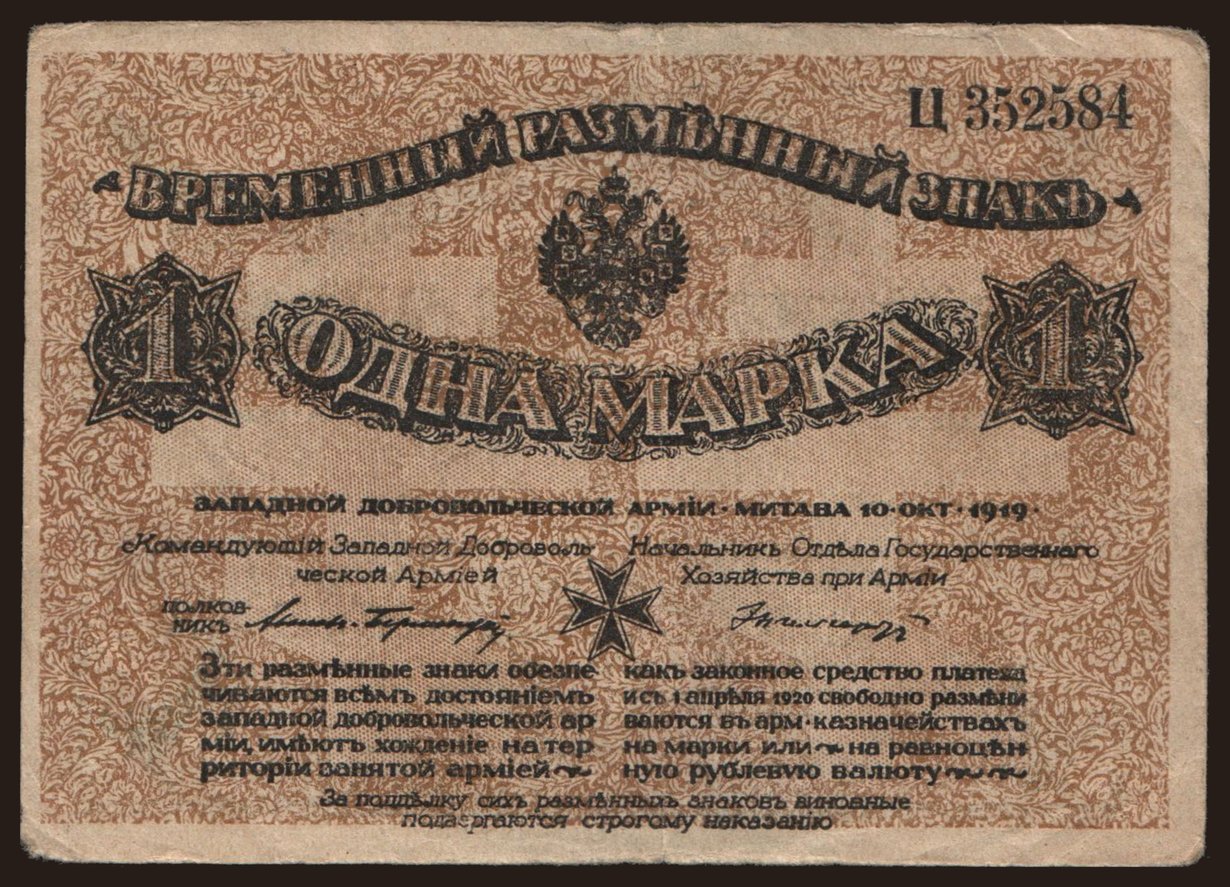 Ц 352584
ВРЕМЕННЫЙ РАЗМѢННЫЙ ЗНАКЪ
1 1
ОДНА МАРКА
ЗАПАДНОЙ ДОБРОВОЛЬЧЕСКОЙ АРМІИ · МИТАВА 10 · ОКТ · 1919 ·
Командующій Западной Доброволь-
ческой Арміей
полков-
никъ
Начальникъ Отдѣла Государственнаго
Хозяйства при Арміи
Эти размѣнные знаки обезпе
чиваются всѣмъ достояніемъ
западной добровольческой ар
міи, имѣютъ хожденіе на тер
риторіи занятой арміей
какъ законное средство платежа
и съ 1 апрѣля 1920 свободно размѣни
ваются въ арм · казначействахъ
на марки или на равноцѣн
ную рублевую валюту
За поддѣлку сихъ размѣнныхъ знаковъ виновные
подвергаются строгому наказанію